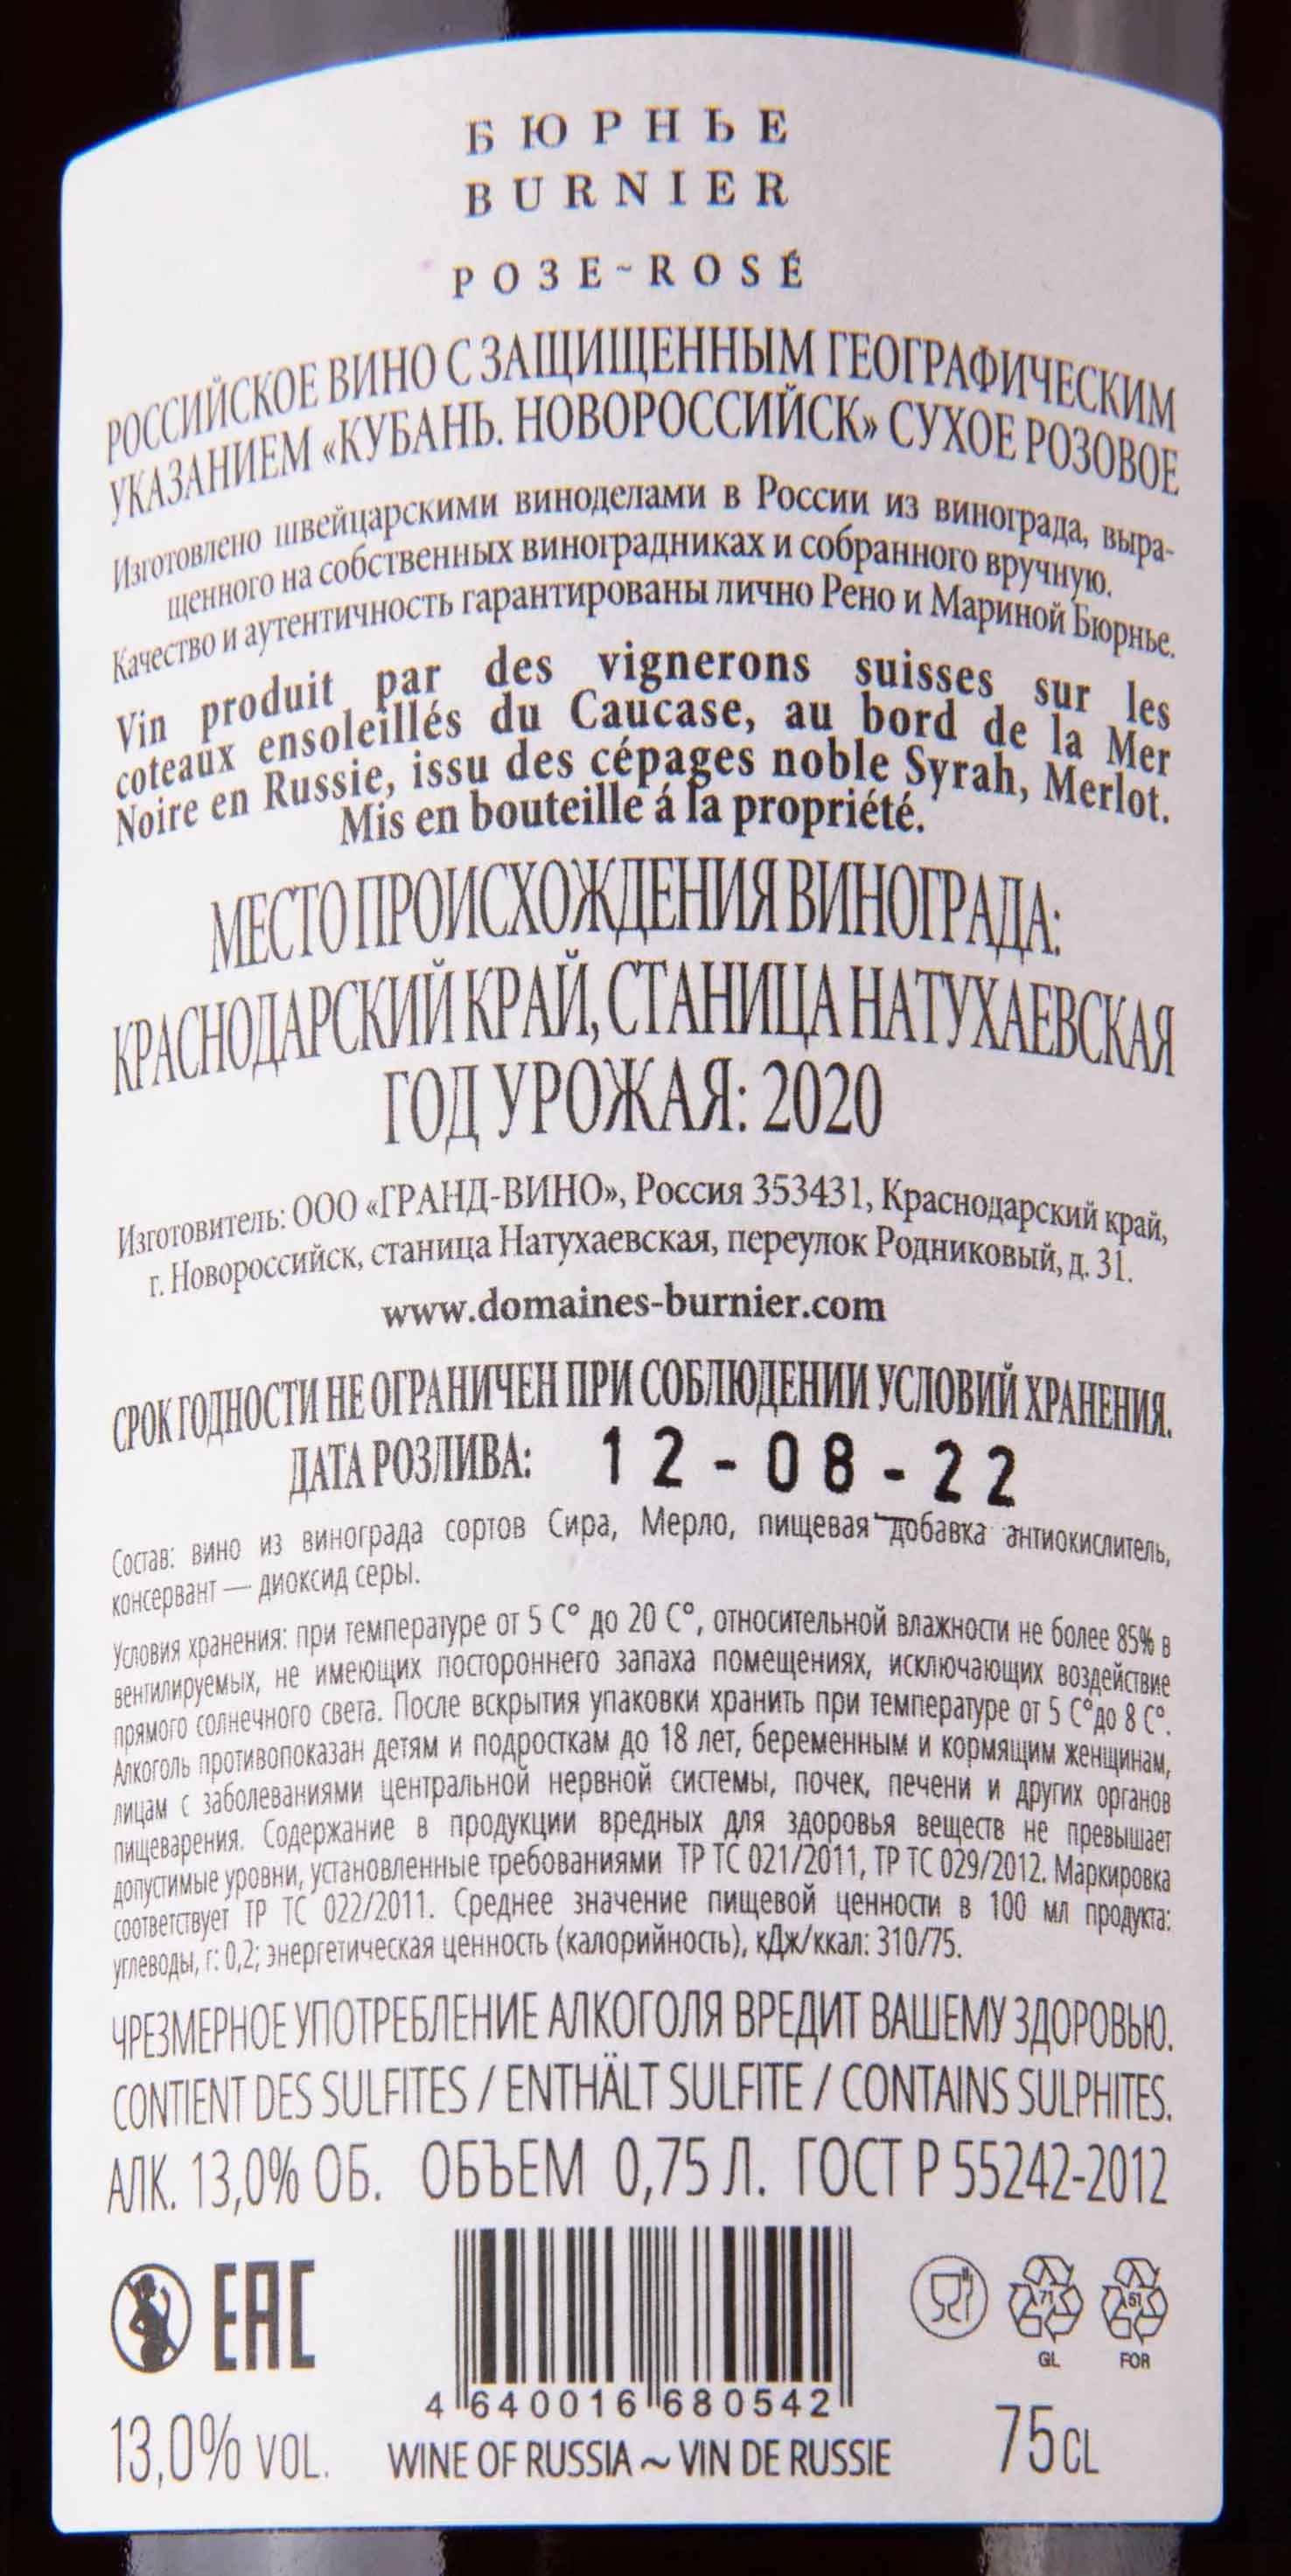 БЮРНЬЕ
BURNIER
РОЗЕ~ROSÉ
РОССИЙСКОЕ ВИНО С ЗАЩИЩЕННЫМ ГЕОГРАФИЧЕСКИМ
УКАЗАНИЕМ «КУБАНЬ. НОВОРОССИЙСК» СУХОЕ РОЗОВОЕ
Изготовлено швейцарскими виноделами в России из винограда, выра-
щенного на собственных виноградниках и собранного вручную.
Качество и аутентичность гарантированы лично Рено и Мариной Бюрнье.
Vin produit par des vignerons suisses sur les
coteaux ensoleillés du Caucase, au bord de la Mer
Noire en Russie, issu des cépages noble Syrah, Merlot.
Mis en bouteille á la propriété.
МЕСТО ПРОИСХОЖДЕНИЯ ВИНОГРАДА:
КРАСНОДАРСКИЙ КРАЙ, СТАНИЦА НАТУХАЕВСКАЯ
ГОД УРОЖАЯ: 2020
Изготовитель: ООО «ГРАНД-ВИНО», Россия 353431, Краснодарский край,
г. Новороссийск, станица Натухаевская, переулок Родниковый, д. 31.
www.domaines-burnier.com
СРОК ГОДНОСТИ НЕ ОГРАНИЧЕН ПРИ СОБЛЮДЕНИИ УСЛОВИЙ ХРАНЕНИЯ.
ДАТА РОЗЛИВА: 12-08-22
Состав: вино из винограда сортов Сира, Мерло, пищевая добавка антиокислитель,
консервант — диоксид серы.
Условия хранения: при температуре от 5 С° до 20 С°, относительной влажности не более 85% в
вентилируемых, не имеющих постороннего запаха помещениях, исключающих воздействие
прямого солнечного света. После вскрытия упаковки хранить при температуре от 5 С°до 8 С°.
Алкоголь противопоказан детям и подросткам до 18 лет, беременным и кормящим женщинам,
лицам с заболеваниями центральной нервной системы, почек, печени и других органов
пищеварения. Содержание в продукции вредных для здоровья веществ не превышает
допустимые уровни, установленные требованиями ТР ТС 021/2011, ТР ТС 029/2012. Маркировка
соответствует ТР ТС 022/2011. Среднее значение пищевой ценности в 100 мл продукта:
углеводы, г: 0,2; энергетическая ценность (калорийность), кДж/ккал: 310/75.
ЧРЕЗМЕРНОЕ УПОТРЕБЛЕНИЕ АЛКОГОЛЯ ВРЕДИТ ВАШЕМУ ЗДОРОВЬЮ.
CONTIENT DES SULFITES / ENTHÄLT SULFITE / CONTAINS SULPHITES.
АЛК. 13,0% ОБ. ОБЪЕМ 0,75 Л. ГОСТ Р 55242-2012
EAC
71
51
GL
FOR
4 640016 680542
13,0% VOL.
WINE OF RUSSIA ~ VIN DE RUSSIE
75CL